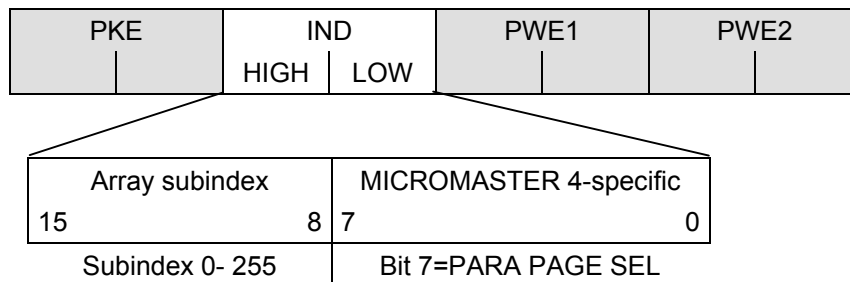 PKE IND PWE1 PWE2
HIGH LOW
Array subindex MICROMASTER 4-specific
15 8 7 0
Subindex 0- 255 Bit 7=PARA PAGE SEL